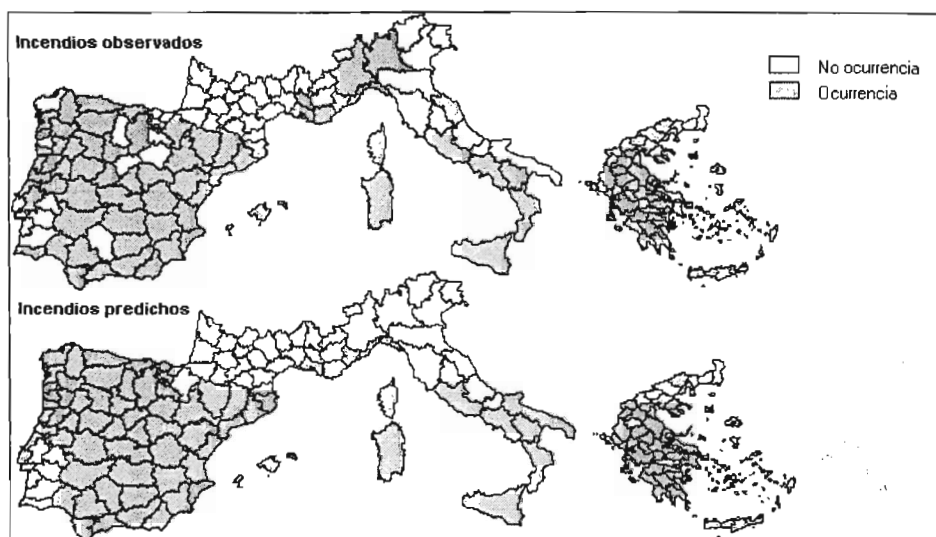 Incendios observados
No ocurrencia
Ocurrencia
Incendios predichos